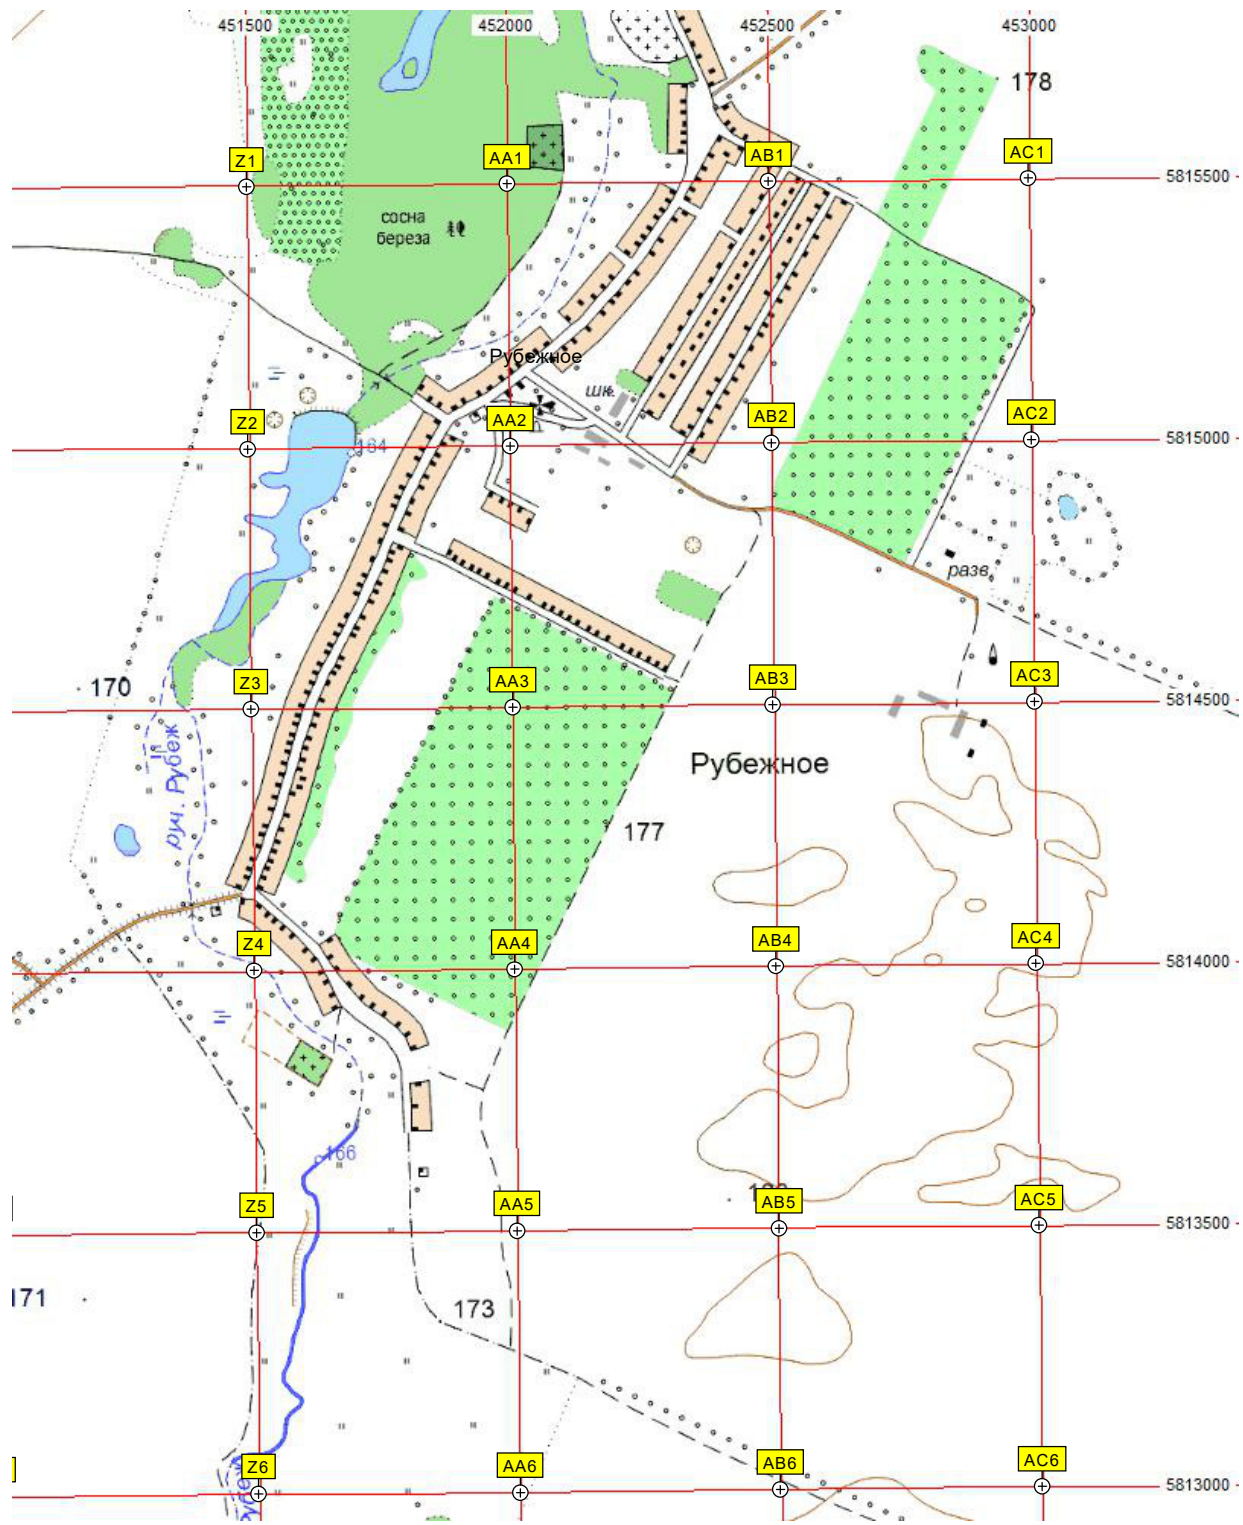 451500 452000 452500 453000
178
Z1 AA1 AB1 AC1
5815500
сосна
береза
Рубежное
шк.
Z2 AA2 AB2 AC2
5815000
164
разв.
170
Z3 AA3 AB3 AC3
5814500
руч. Рубеж
Рубежное
177
Z4 AA4 AB4 AC4
5814000
166
Z5 AA5 AB5 AC5
5813500
171
173
Z6 AA6 AB6 AC6
5813000
Рубеж